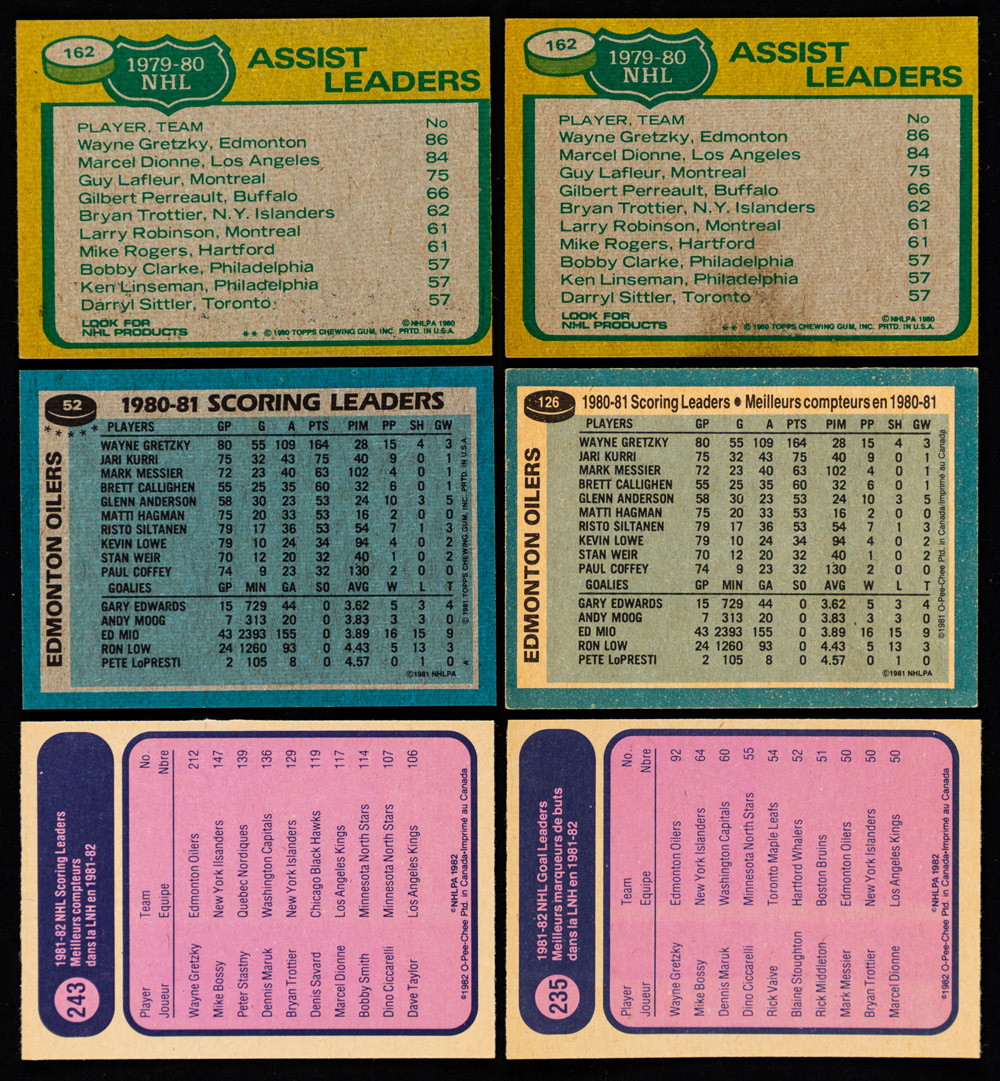 162
1979-80
NHL
ASSIST
LEADERS
PLAYER, TEAM No
Wayne Gretzky, Edmonton 86
Marcel Dionne, Los Angeles 84
Guy Lafleur, Montreal 75
Gilbert Perreault, Buffalo 66
Bryan Trottier, N.Y. Islanders 62
Larry Robinson, Montreal 61
Mike Rogers, Hartford 61
Bobby Clarke, Philadelphia 57
Ken Linseman, Philadelphia 57
Darryl Sittler, Toronto 57
LOOK FOR
NHL PRODUCTS
©NHLPA 1980
** ©1980 TOPPS CHEWING GUM, INC. PRTD. IN U.S.A.
162
1979-80
NHL
ASSIST
LEADERS
PLAYER, TEAM No
Wayne Gretzky, Edmonton 86
Marcel Dionne, Los Angeles 84
Guy Lafleur, Montreal 75
Gilbert Perreault, Buffalo 66
Bryan Trottier, N.Y. Islanders 62
Larry Robinson, Montreal 61
Mike Rogers, Hartford 61
Bobby Clarke, Philadelphia 57
Ken Linseman, Philadelphia 57
Darryl Sittler, Toronto 57
LOOK FOR
NHL PRODUCTS
©NHLPA 1980
** ©1980 TOPPS CHEWING GUM, INC. PRTD. IN U.S.A.
52
1980-81 SCORING LEADERS
*****
EDMONTON OILERS
PLAYERS GP G A PTS PIM PP SH GW
WAYNE GRETZKY 80 55 109 164 28 15 4 3
JARI KURRI 75 32 43 75 40 9 0 1
MARK MESSIER 72 23 40 63 102 4 0 1
BRETT CALLIGHEN 55 25 35 60 32 6 0 1
GLENN ANDERSON 58 30 23 53 24 10 3 5
MATTI HAGMAN 75 20 33 53 16 2 0 0
RISTO SILTANEN 79 17 36 53 54 7 1 3
KEVIN LOWE 79 10 24 34 94 4 0 2
STAN WEIR 70 12 20 32 40 1 0 2
PAUL COFFEY 74 9 23 32 130 2 0 0
GOALIES GP MIN GA SO AVG W L T
GARY EDWARDS 15 729 44 0 3.62 5 3 4
ANDY MOOG 7 313 20 0 3.83 3 3 0
ED MIO 43 2393 155 0 3.89 16 15 9
RON LOW 24 1260 93 0 4.43 5 13 3
PETE LoPRESTI 2 105 8 0 4.57 0 1 0
©1981 NHLPA
©1981 TOPPS CHEWING GUM, INC. PRTD. IN U.S.A.
126
1980-81 Scoring Leaders • Meilleurs compteurs en 1980-81
EDMONTON OILERS
PLAYERS GP G A PTS PIM PP SH GW
WAYNE GRETZKY 80 55 109 164 28 15 4 3
JARI KURRI 75 32 43 75 40 9 0 1
MARK MESSIER 72 23 40 63 102 4 0 1
BRETT CALLIGHEN 55 25 35 60 32 6 0 1
GLENN ANDERSON 58 30 23 53 24 10 3 5
MATTI HAGMAN 75 20 33 53 16 2 0 0
RISTO SILTANEN 79 17 36 53 54 7 1 3
KEVIN LOWE 79 10 24 34 94 4 0 2
STAN WEIR 70 12 20 32 40 1 0 2
PAUL COFFEY 74 9 23 32 130 2 0 0
GOALIES GP MIN GA SO AVG W L T
GARY EDWARDS 15 729 44 0 3.62 5 3 4
ANDY MOOG 7 313 20 0 3.83 3 3 0
ED MIO 43 2393 155 0 3.89 16 15 9
RON LOW 24 1260 93 0 4.43 5 13 3
PETE LoPRESTI 2 105 8 0 4.57 0 1 0
©1981 NHLPA
©1981 O-Pee-Chee Ptd. in Canada/Imprimé au Canada
243
1981-82 NHL Scoring Leaders
Meilleurs compteurs
dans la LNH en 1981-82
Player Team No.
Joueur Equipe Nbre
Wayne Gretzky Edmonton Oilers 212
Mike Bossy New York Ilsanders 147
Peter Stastny Quebec Nordiques 139
Dennis Maruk Washington Capitals 136
Bryan Trottier New York Islanders 129
Denis Savard Chicago Black Hawks 119
Marcel Dionne Los Angeles Kings 117
Bobby Smith Minnesota North Stars 114
Dino Ciccarelli Minnesota North Stars 107
Dave Taylor Los Angeles Kings 106
©NHLPA 1982
©1982 O-Pee-Chee Ptd. in Canada-Imprimé au Canada
235
1981-82 NHL Goal Leaders
Meilleurs marqueurs de buts
dans la LNH en 1981-82
Player Team No.
Joueur Equipe Nbre
Wayne Gretzky Edmonton Oilers 92
Mike Bossy New York Islanders 64
Dennis Maruk Washington Capitals 60
Dino Ciccarelli Minnesota North Stars 55
Rick Vaive Toronto Maple Leafs 54
Blaine Stoughton Hartford Whalers 52
Rick Middleton Boston Bruins 51
Mark Messier Edmonton Oilers 50
Bryan Trottier New York Islanders 50
Marcel Dionne Los Angeles Kings 50
©NHLPA 1982
©1982 O-Pee-Chee Ptd. in Canada-Imprimé au Canada